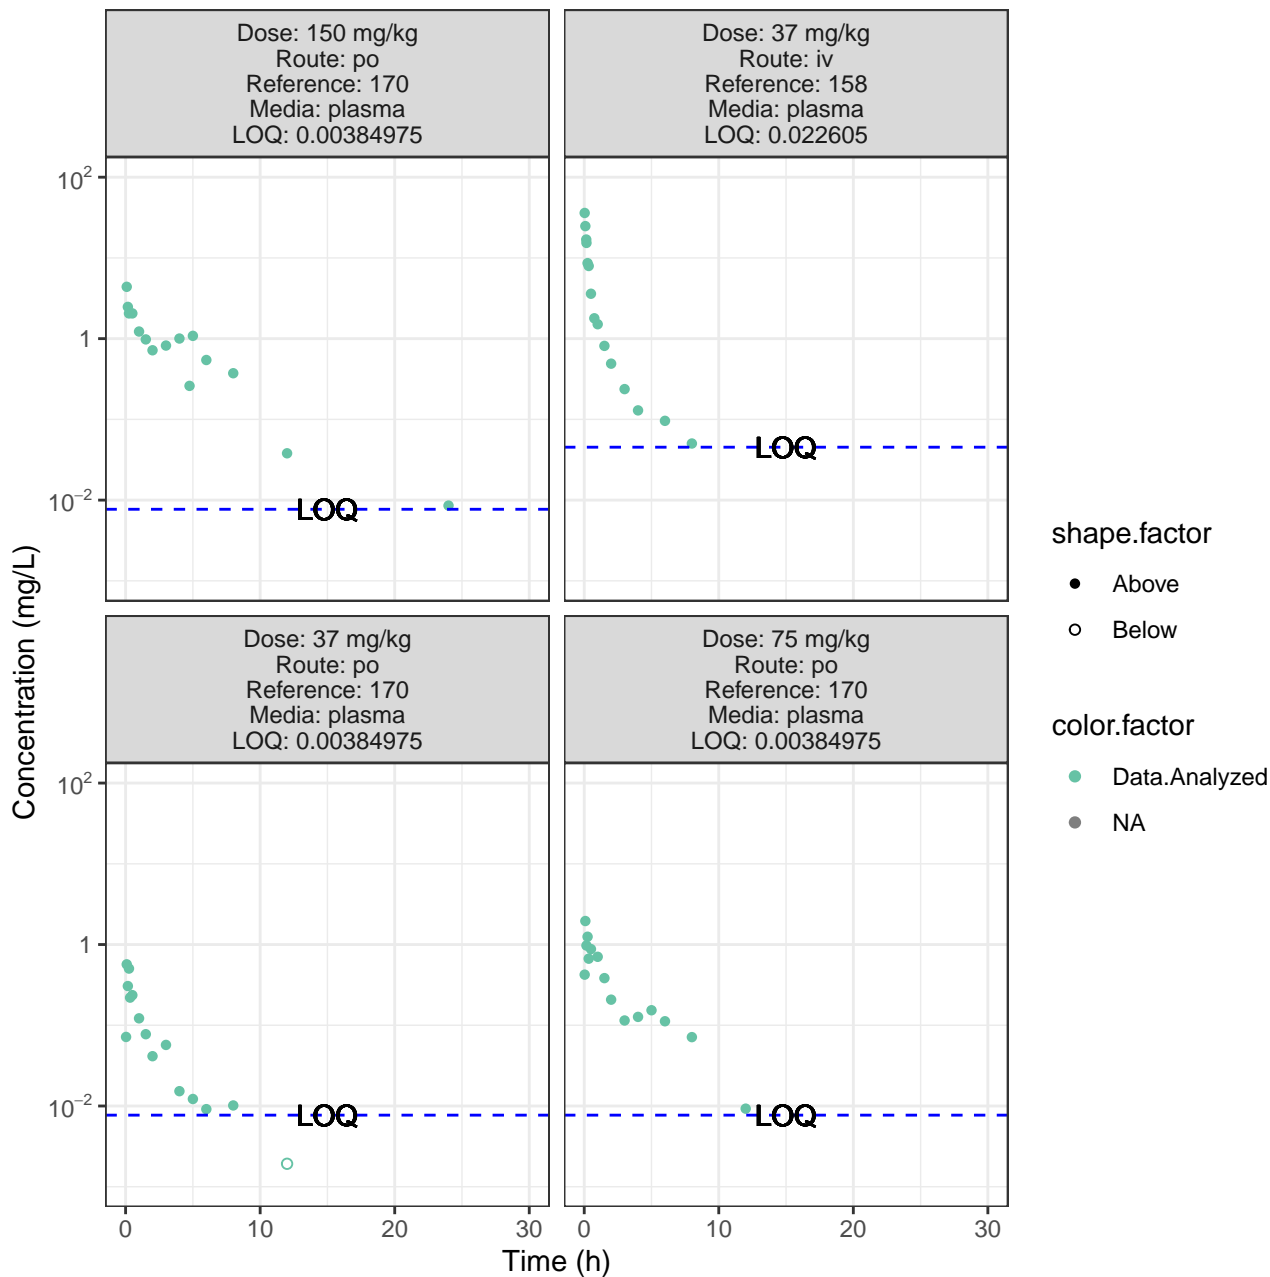 Dose: 150 mg/kg
Route: po
Reference: 170
Media: plasma
LOQ: 0.00384975
Dose: 37 mg/kg
Route: iv
Reference: 158
Media: plasma
LOQ: 0.022605
10²
1
10⁻²
LOQ
LOQ
Dose: 37 mg/kg
Route: po
Reference: 170
Media: plasma
LOQ: 0.00384975
Dose: 75 mg/kg
Route: po
Reference: 170
Media: plasma
LOQ: 0.00384975
10²
1
10⁻²
LOQ
LOQ
0 10 20 30
0 10 20 30
Time (h)
Concentration (mg/L)
shape.factor
Above
Below
color.factor
Data.Analyzed
NA